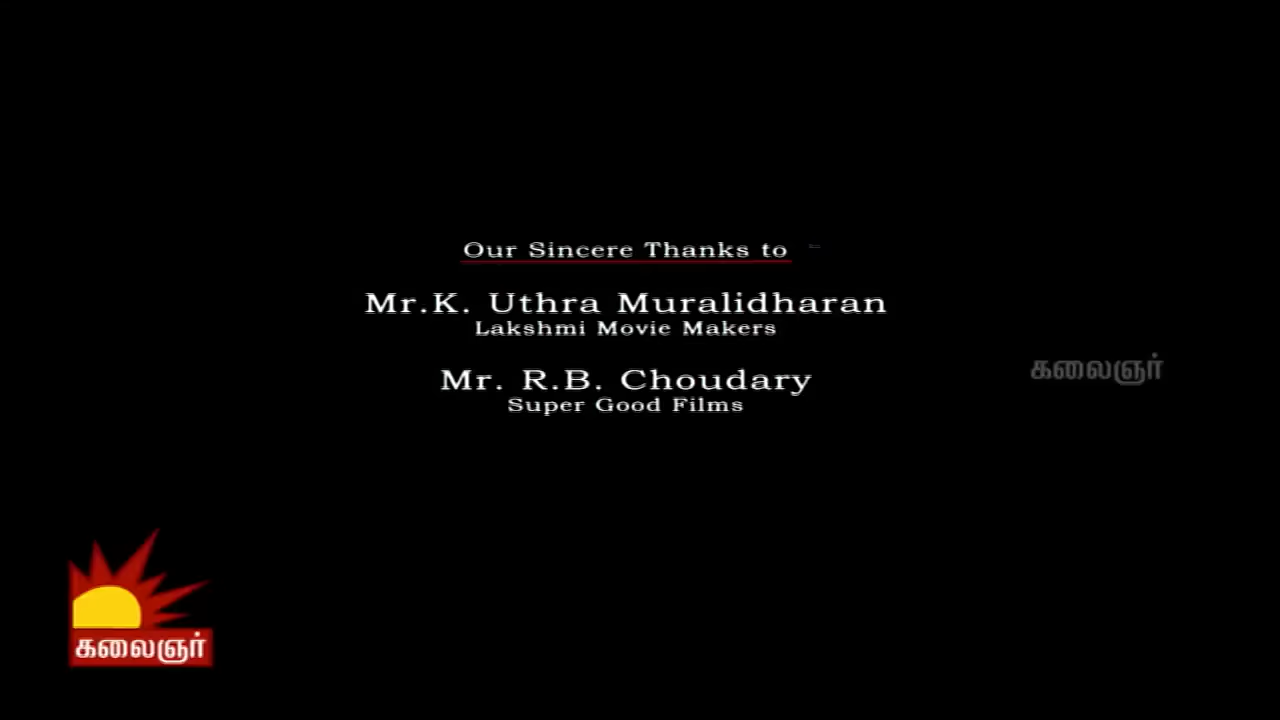 Our Sincere Thanks to
Mr.K. Uthra Muralidharan
Lakshmi Movie Makers
Mr. R.B. Choudary
Super Good Films
கலைஞர்
கலைஞர்